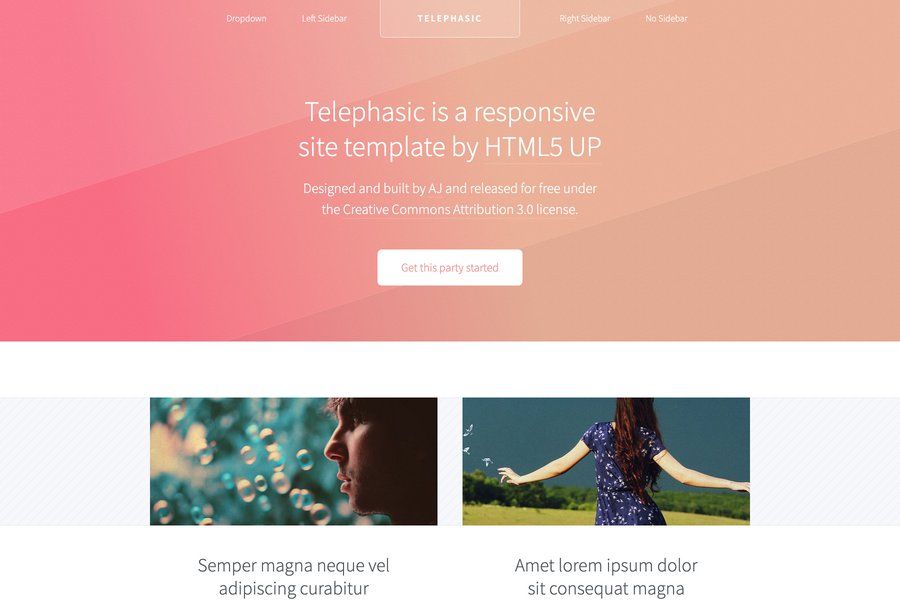 Dropdown Left Sidebar TELEPHASIC Right Sidebar No Sidebar
Telephasic is a responsive
site template by HTML5 UP
Designed and built by AJ and released for free under
the Creative Commons Attribution 3.0 license.
Get this party started
Semper magna neque vel
adipiscing curabitur
Amet lorem ipsum dolor
sit consequat magna